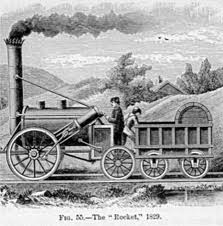 FIG. 55.—The "Rocket," 1829.